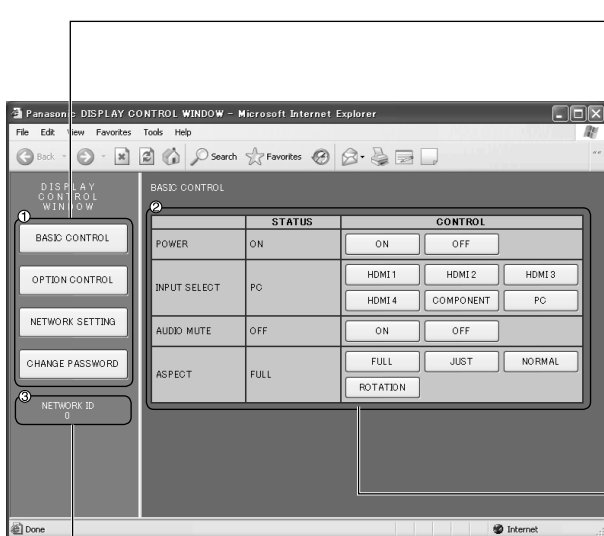 Panasonic DISPLAY CONTROL WINDOW - Microsoft Internet Explorer
File Edit View Favorites Tools Help
Back Search Favorites
DISPLAY
CONTROL
WINDOW
①
BASIC CONTROL
OPTION CONTROL
NETWORK SETTING
CHANGE PASSWORD
③
NETWORK ID
0
BASIC CONTROL
②
STATUS CONTROL
POWER ON ON OFF
INPUT SELECT PC HDMI1 HDMI2 HDMI3
HDMI4 COMPONENT PC
AUDIO MUTE OFF ON OFF
ASPECT FULL FULL JUST NORMAL
ROTATION
Done Internet